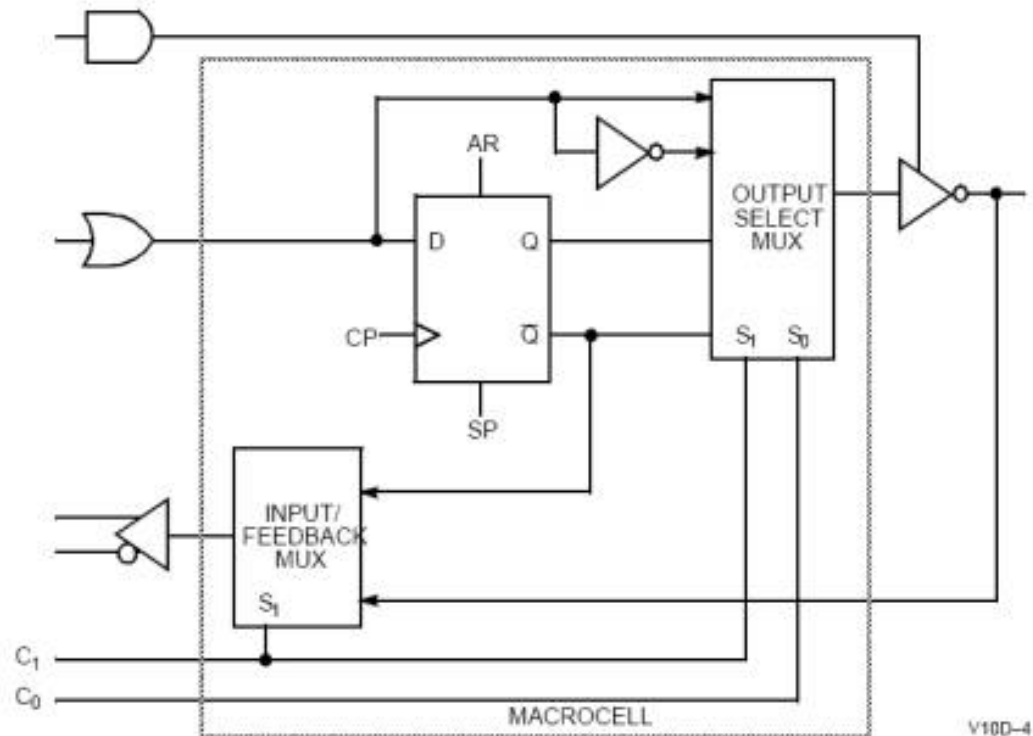 AR
OUTPUT
SELECT
MUX
D
Q
CP
Q̅
S₁
S₀
SP
INPUT/
FEEDBACK
MUX
S₁
C₁
C₀
MACROCELL
V10D–4